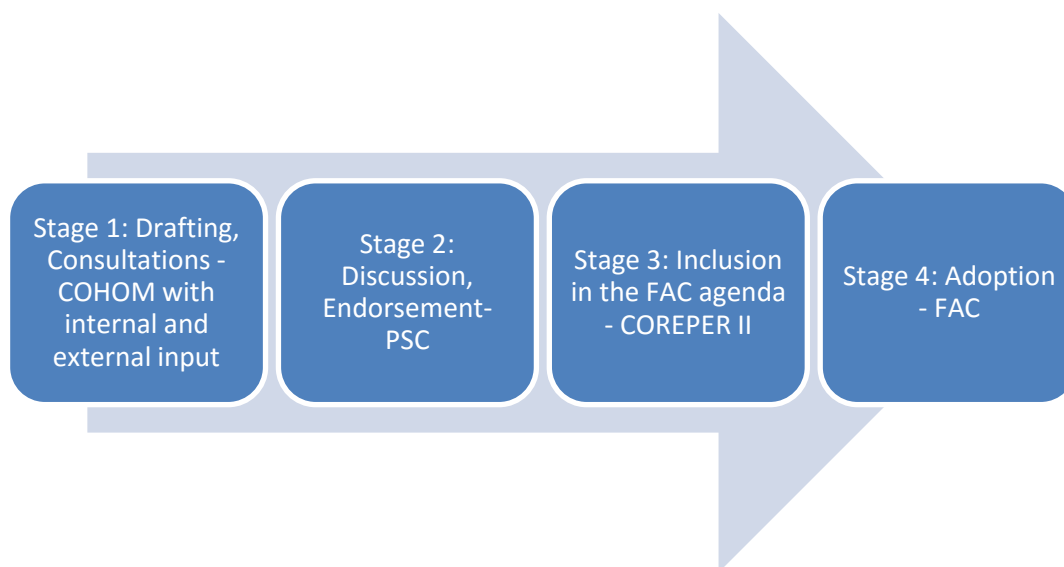 Stage 1: Drafting,
Consultations -
COHOM with
internal and
external input
Stage 2:
Discussion,
Endorsement-
PSC
Stage 3: Inclusion
in the FAC agenda
- COREPER II
Stage 4: Adoption
- FAC